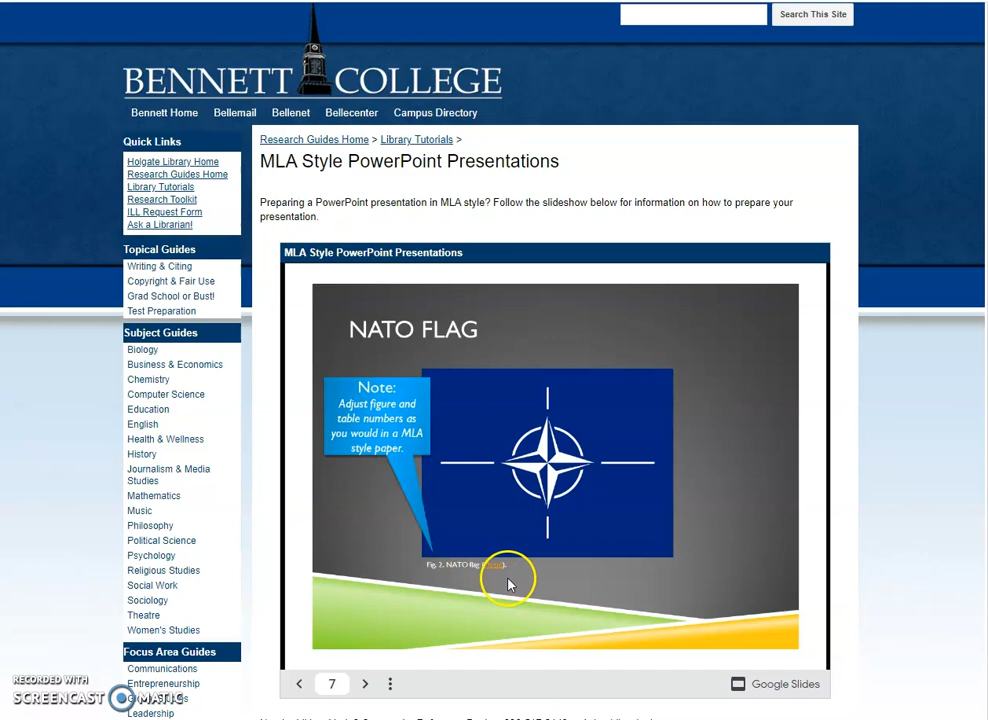 Search This Site
BENNETT COLLEGE
Bennett Home Bellemail Bellenet Bellecenter Campus Directory
Quick Links
Holgate Library Home
Research Guides Home
Library Tutorials
Research Toolkit
ILL Request Form
Ask a Librarian!
Topical Guides
Writing & Citing
Copyright & Fair Use
Grad School or Bust!
Test Preparation
Subject Guides
Biology
Business & Economics
Chemistry
Computer Science
Education
English
Health & Wellness
History
Journalism & Media
Studies
Mathematics
Music
Philosophy
Political Science
Psychology
Religious Studies
Social Work
Sociology
Theatre
Women's Studies
Focus Area Guides
Communications
Entrepreneurship
Leadership
RECORDED WITH
SCREENCAST MATIC
Research Guides Home > Library Tutorials >
MLA Style PowerPoint Presentations
Preparing a PowerPoint presentation in MLA style? Follow the slideshow below for information on how to prepare your
presentation.
MLA Style PowerPoint Presentations
NATO FLAG
Note:
Adjust figure and
table numbers as
you would in a MLA
style paper.
Fig. 2. NATO flag
7
Google Slides